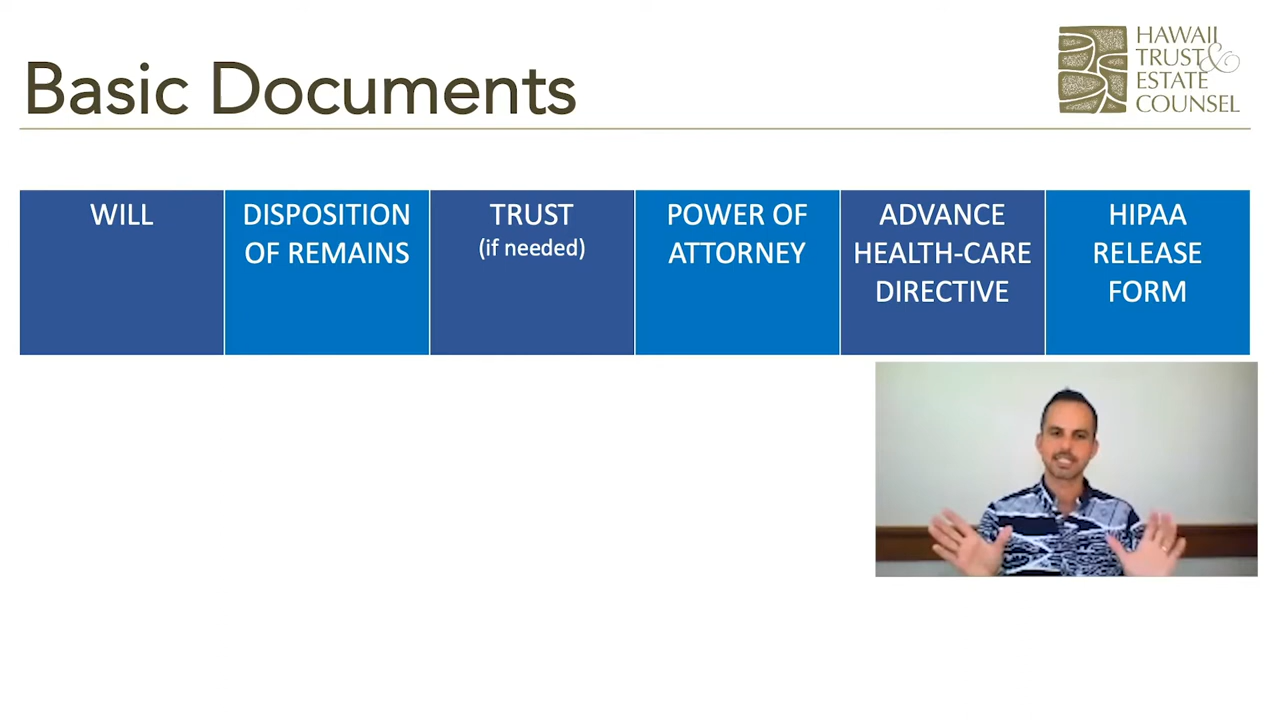 Basic Documents
HAWAII
TRUST &
ESTATE
COUNSEL
WILL
DISPOSITION
OF REMAINS
TRUST
(if needed)
POWER OF
ATTORNEY
ADVANCE
HEALTH-CARE
DIRECTIVE
HIPAA
RELEASE
FORM